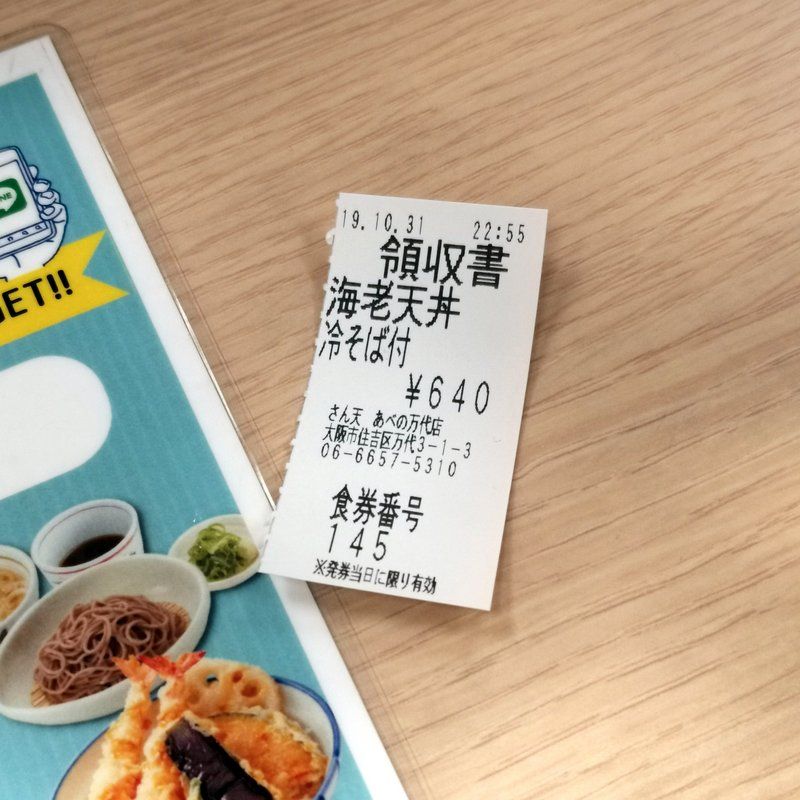 19.10.31 22:55
領収書
海老天丼
冷そば付
¥640
さん天 あべの万代店
大阪市住吉区万代3-1-3
06-6657-5310
食券番号
145
※発券当日に限り有効
ET!!